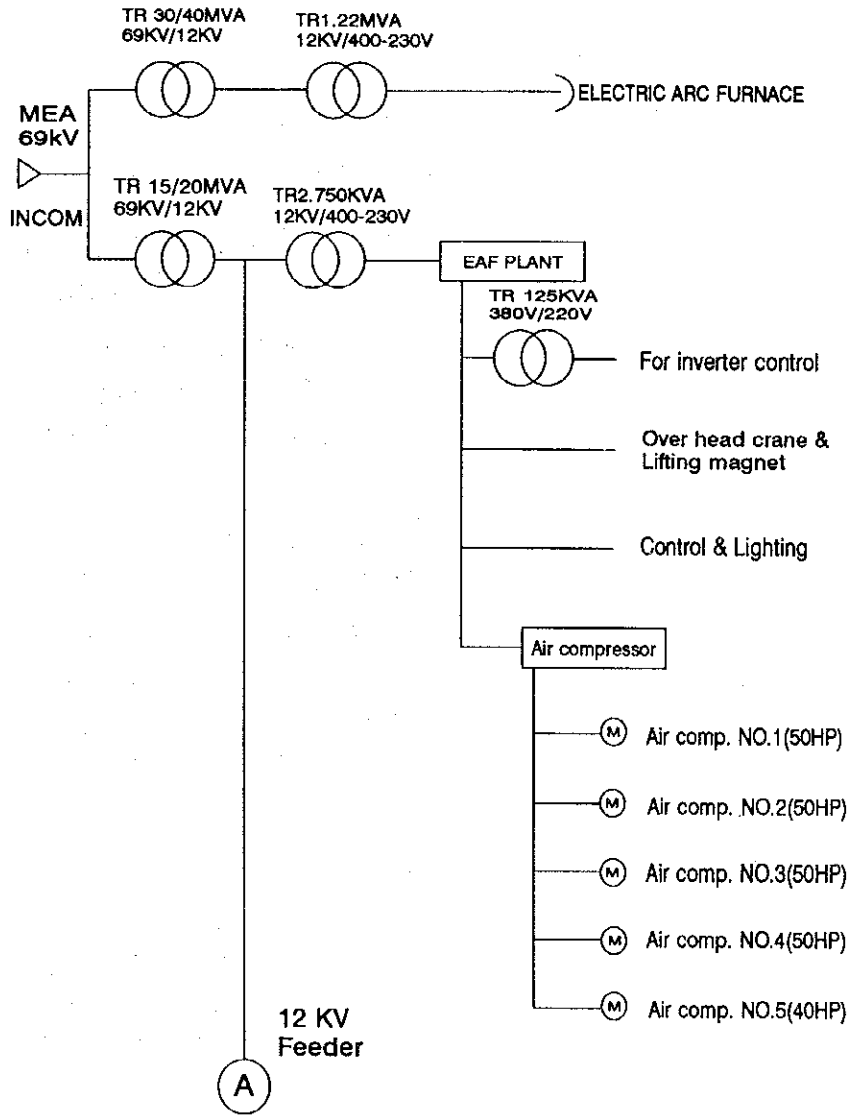 TR 30/40MVA
69KV/12KV
TR1.22MVA
12KV/400-230V
ELECTRIC ARC FURNACE
MEA
69kV
INCOM
TR 15/20MVA
69KV/12KV
TR2.750KVA
12KV/400-230V
EAF PLANT
TR 125KVA
380V/220V
For inverter control
Over head crane &
Lifting magnet
Control & Lighting
Air compressor
M Air comp. NO.1(50HP)
M Air comp. NO.2(50HP)
M Air comp. NO.3(50HP)
M Air comp. NO.4(50HP)
M Air comp. NO.5(40HP)
12 KV
Feeder
A